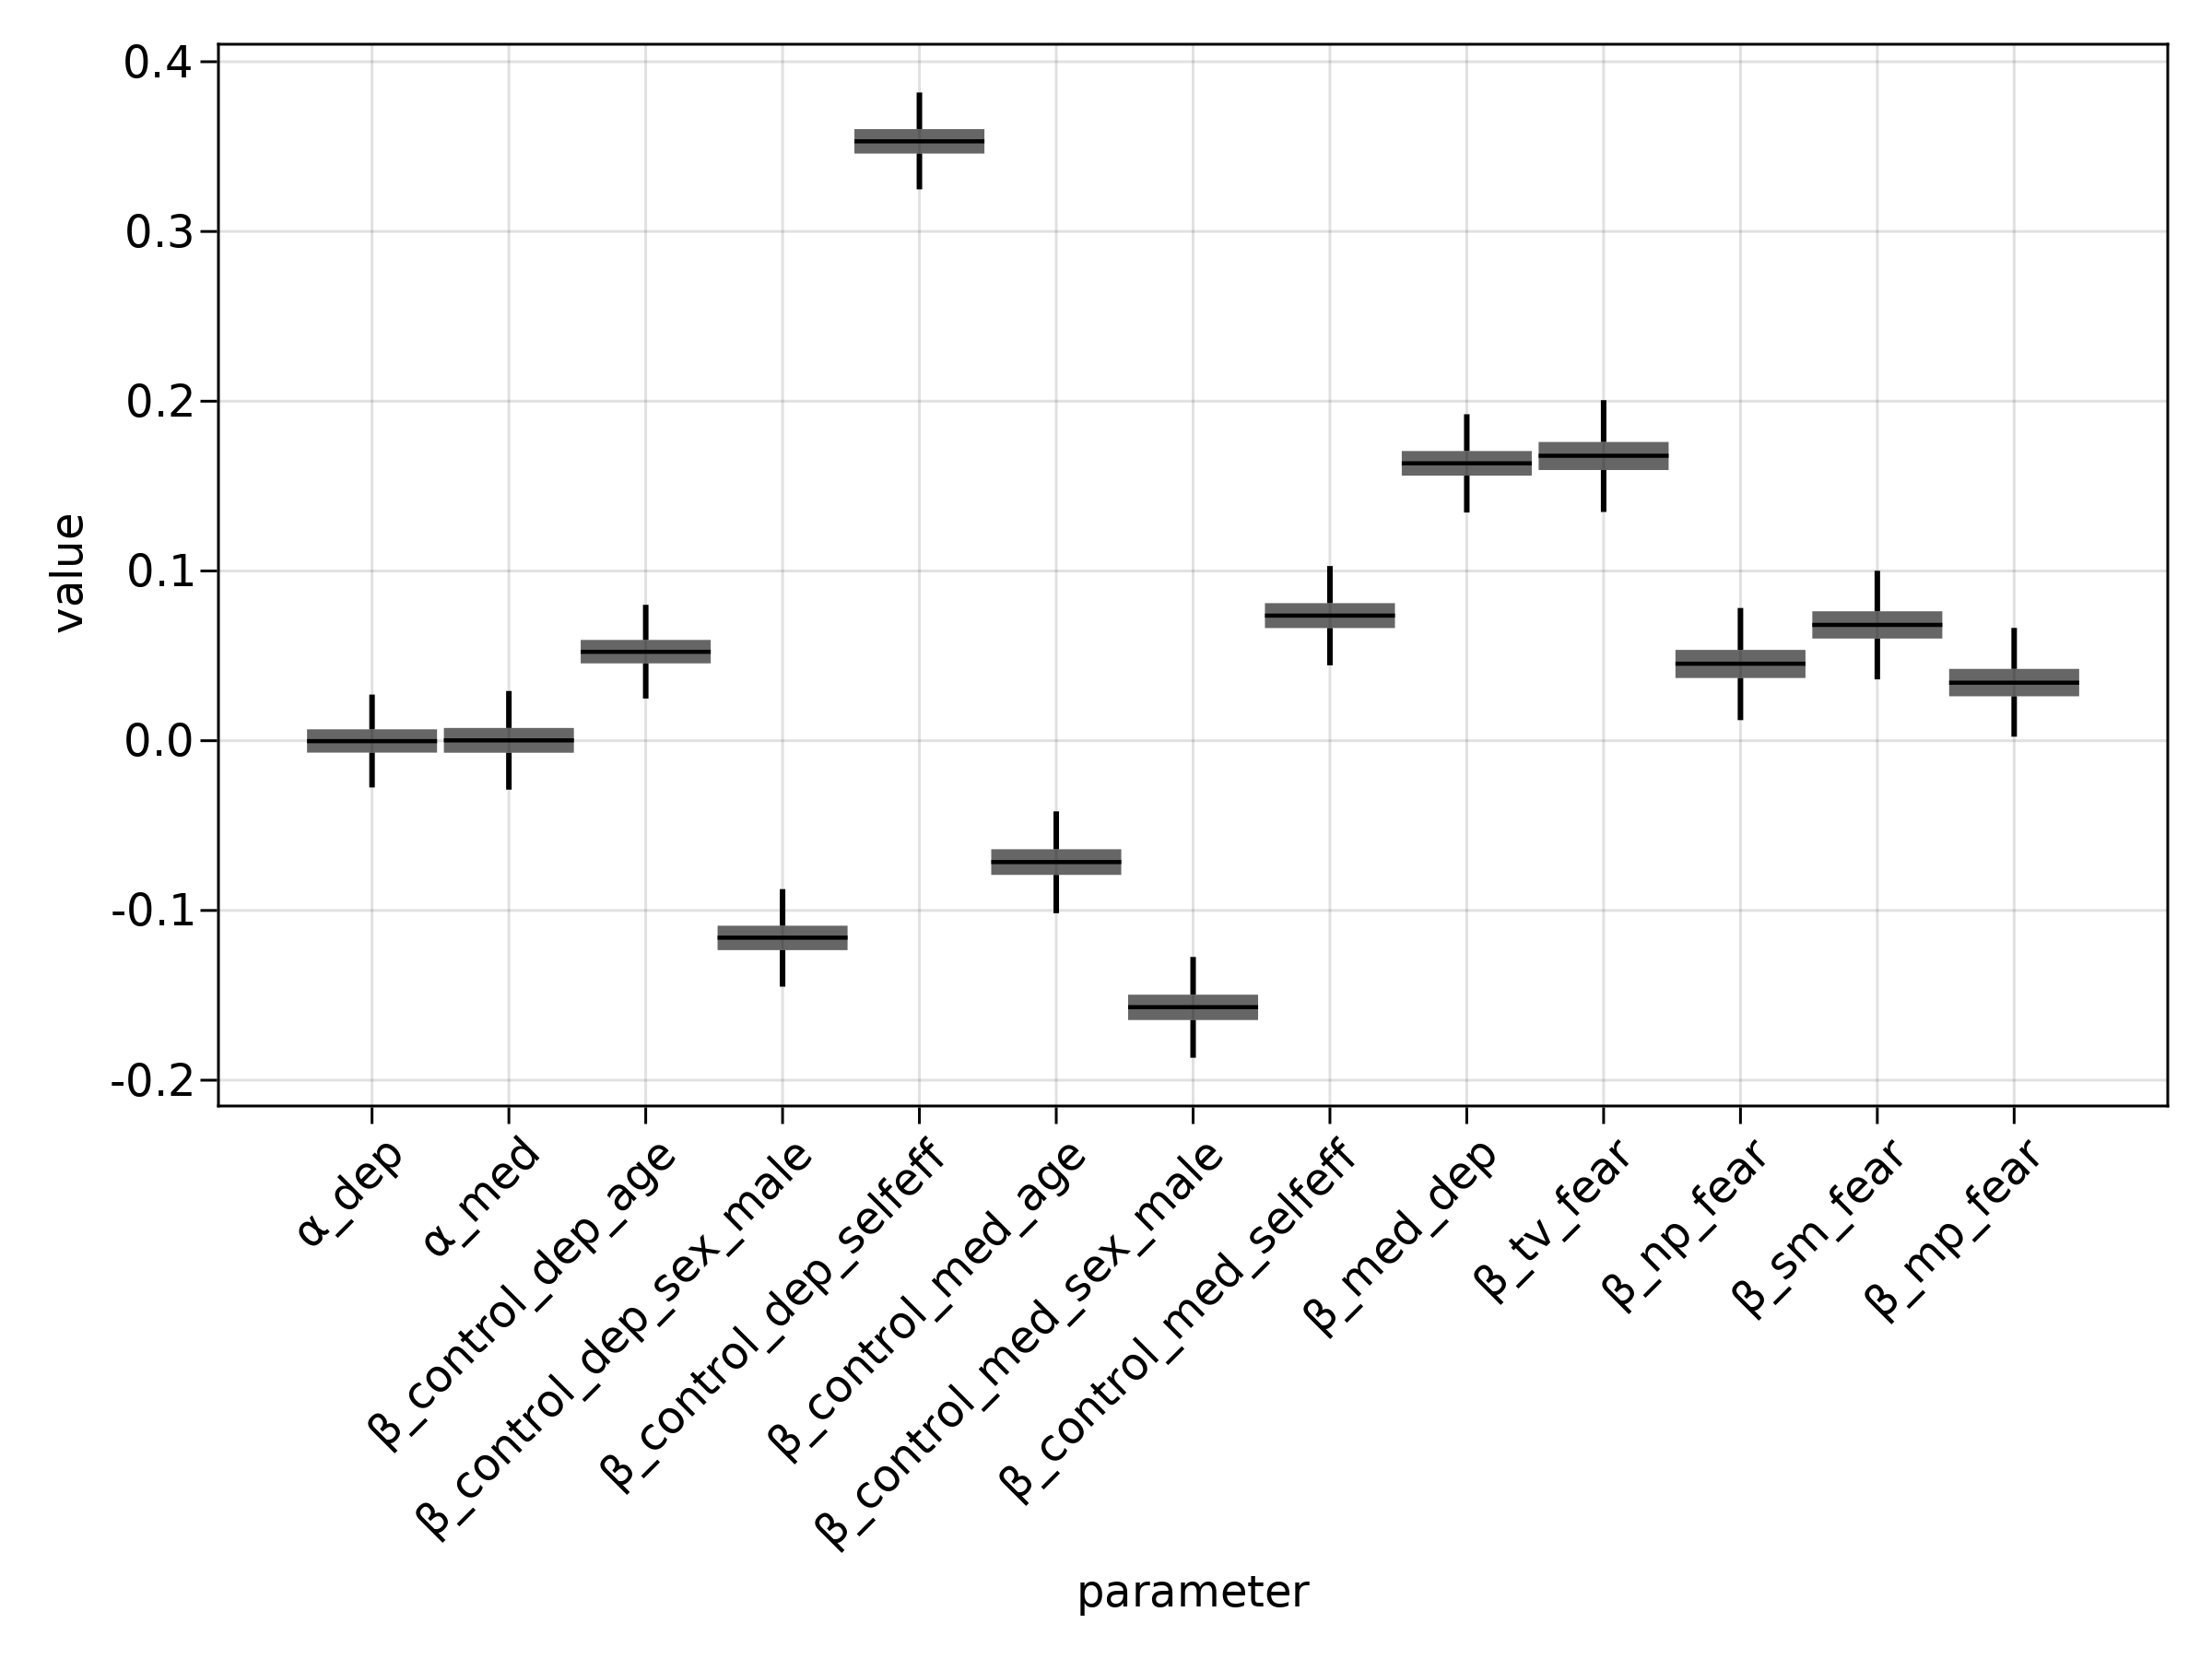 0.4
0.3
0.2
0.1
0.0
-0.1
-0.2
value
α_dep
α_med
β_control_dep_age
β_control_dep_sex_male
β_control_dep_selfeff
β_control_med_age
β_control_med_sex_male
β_control_med_selfeff
β_med_dep
β_tv_fear
β_np_fear
β_sm_fear
β_mp_fear
parameter